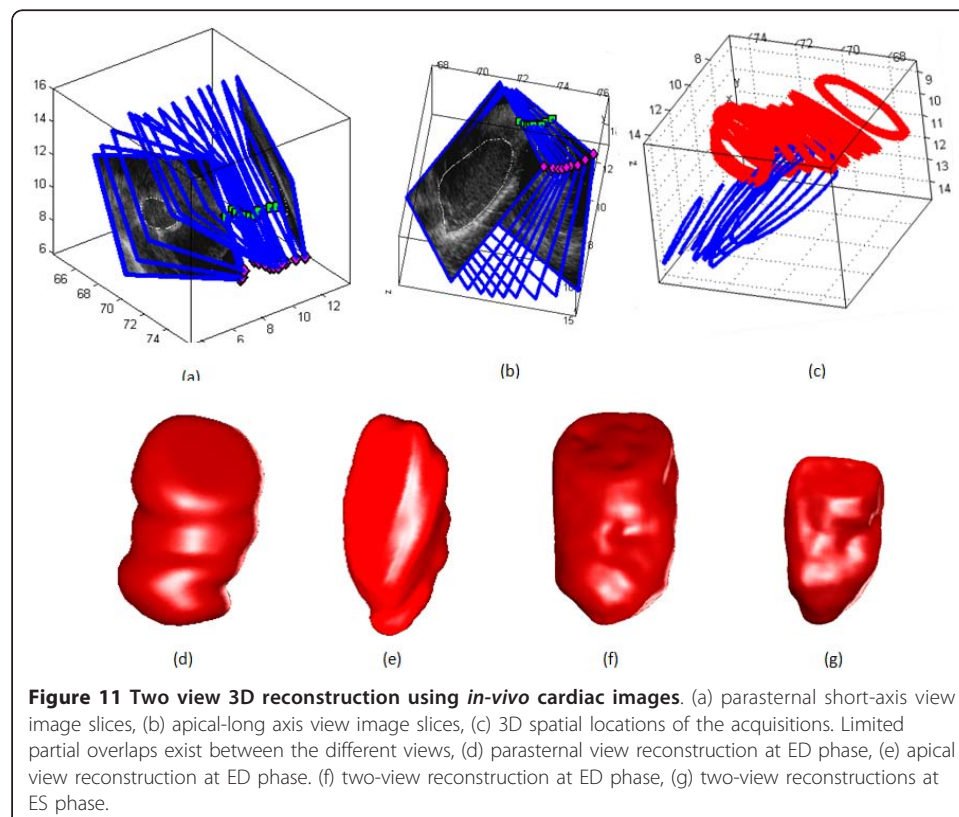 16
14
12
10
8
6
66
68
70
72
74
6
8
10
12
(a)
68
70
72
74
76
12
10
8
z
15
(b)
74
72
70
68
8
10
12
14
z
9
10
11
12
13
14
(c)
(d)
(e)
(f)
(g)
Figure 11 Two view 3D reconstruction using in-vivo cardiac images. (a) parasternal short-axis view
image slices, (b) apical-long axis view image slices, (c) 3D spatial locations of the acquisitions. Limited
partial overlaps exist between the different views, (d) parasternal view reconstruction at ED phase, (e) apical
view reconstruction at ED phase. (f) two-view reconstruction at ED phase, (g) two-view reconstructions at
ES phase.